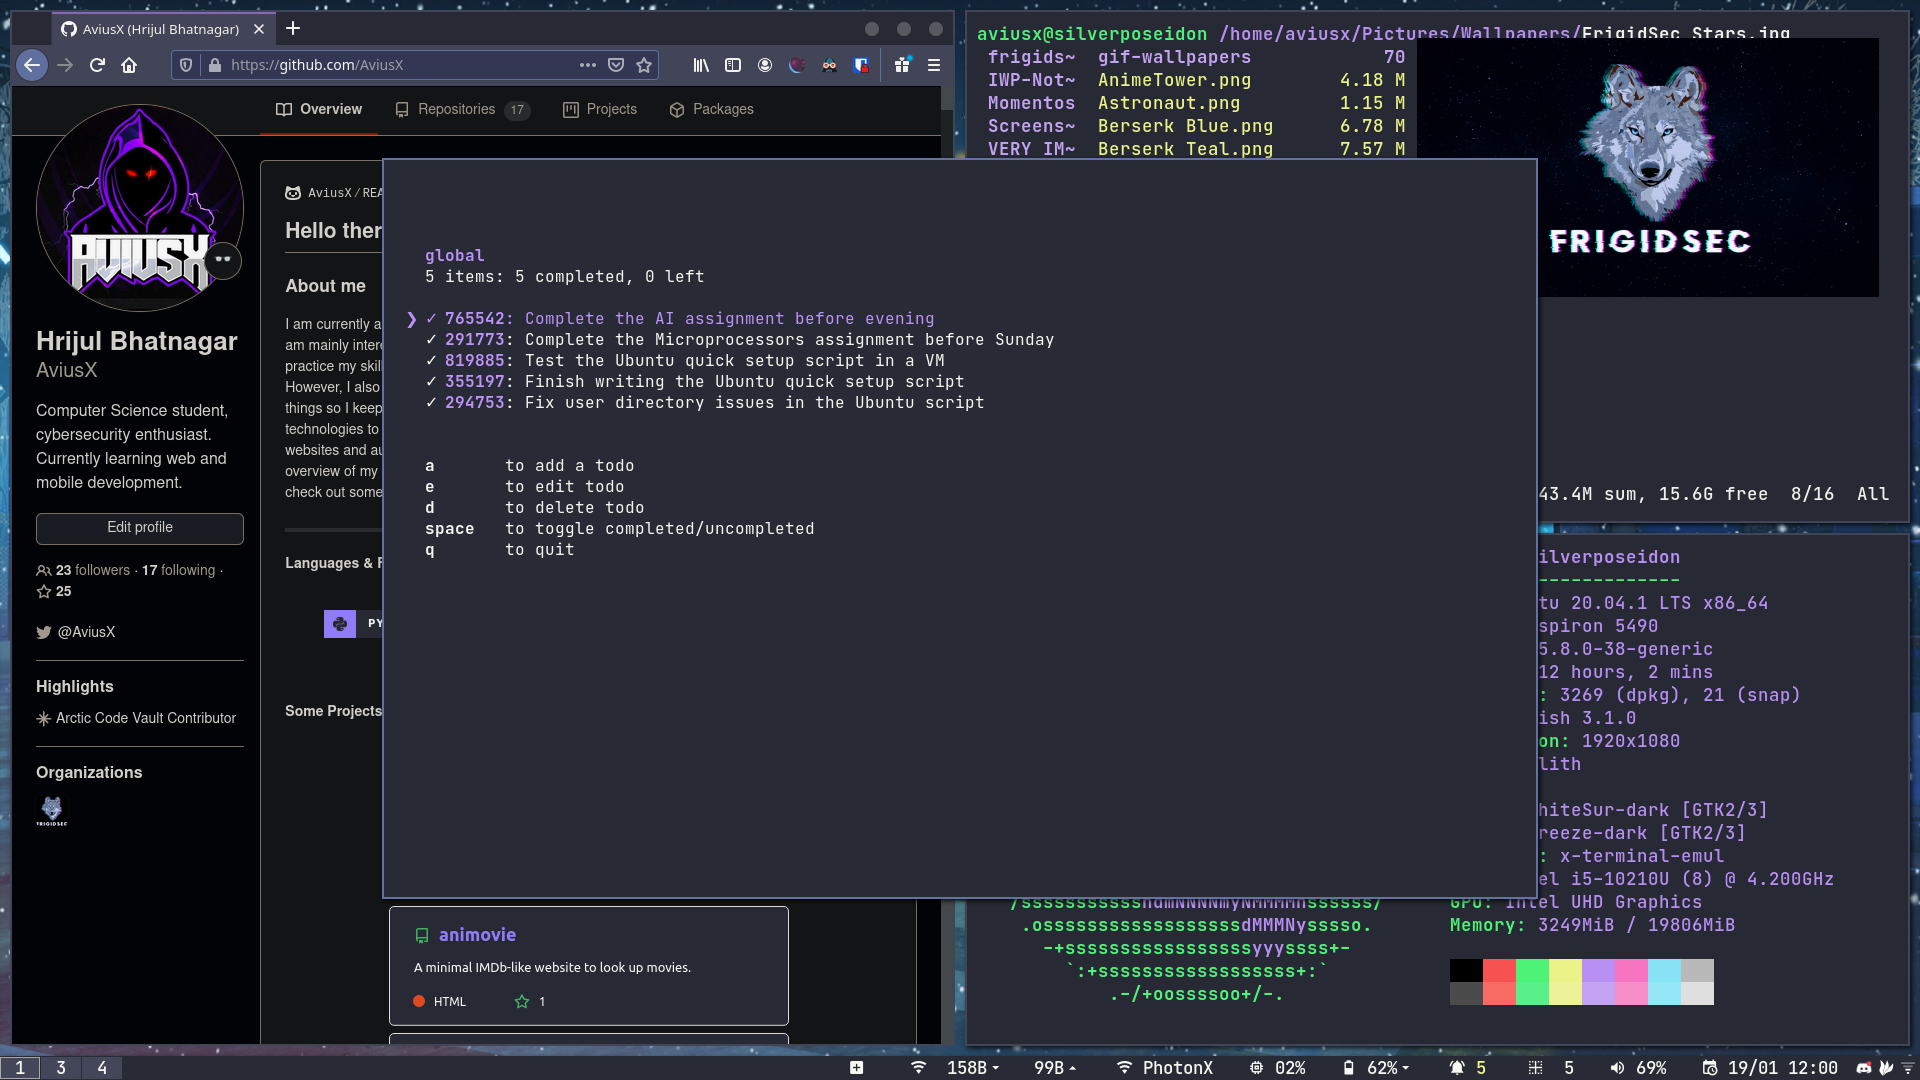 AviusX (Hrijul Bhatnagar)
https://github.com/AviusX
Overview
Repositories 17
Projects
Packages
AVIUSX
Hrijul Bhatnagar
AviusX
Computer Science student,
cybersecurity enthusiast.
Currently learning web and
mobile development.
Edit profile
23 followers · 17 following ·
25
@AviusX
Highlights
Arctic Code Vault Contributor
Organizations
FRIGIDSEC
AviusX/REA
Hello ther
About me
I am currently a
am mainly inter
practice my skil
However, I also
things so I keep
technologies to
websites and au
overview of my
check out some
Languages & F
PY
Some Projects
animovie
A minimal IMDb-like website to look up movies.
HTML 1
aviusx@silverposeidon /home/aviusx/Pictures/Wallpapers/FrigidSec Stars.jpg
frigids~ gif-wallpapers 70
IWP-Not~ AnimeTower.png 4.18 M
Momentos Astronaut.png 1.15 M
Screens~ Berserk Blue.png 6.78 M
VERY IM~ Berserk Teal.png 7.57 M
FRIGIDSEC
43.4M sum, 15.6G free 8/16 All
global
5 items: 5 completed, 0 left
❯ ✓ 765542: Complete the AI assignment before evening
✓ 291773: Complete the Microprocessors assignment before Sunday
✓ 819885: Test the Ubuntu quick setup script in a VM
✓ 355197: Finish writing the Ubuntu quick setup script
✓ 294753: Fix user directory issues in the Ubuntu script
a to add a todo
e to edit todo
d to delete todo
space to toggle completed/uncompleted
q to quit
ilverposeidon
-------------
tu 20.04.1 LTS x86_64
spiron 5490
5.8.0-38-generic
12 hours, 2 mins
: 3269 (dpkg), 21 (snap)
ish 3.1.0
on: 1920x1080
lith
hiteSur-dark [GTK2/3]
reeze-dark [GTK2/3]
: x-terminal-emul
el i5-10210U (8) @ 4.200GHz
GPU: Intel UHD Graphics
Memory: 3249MiB / 19806MiB
/ssssssssssshdmNNNNmyNMMMMhssssss/
.ossssssssssssssssssdMMMNysssso.
-+sssssssssssssssssyyyssss+-
`:+ssssssssssssssssss+:`
.-/+oossssoo+/-.
1 3 4
158B 99B PhotonX 02% 62% 5 5 69% 19/01 12:00